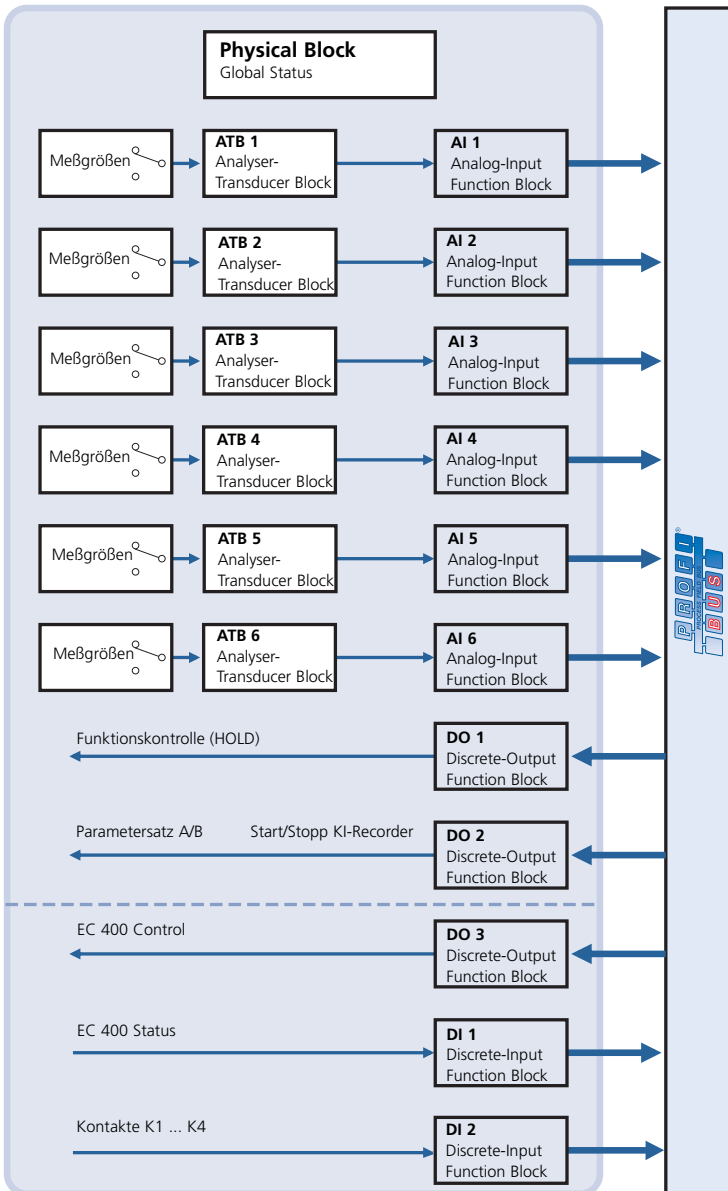 Physical Block
Global Status
Meßgrößen
ATB 1
Analyser-
Transducer Block
AI 1
Analog-Input
Function Block
Meßgrößen
ATB 2
Analyser-
Transducer Block
AI 2
Analog-Input
Function Block
Meßgrößen
ATB 3
Analyser-
Transducer Block
AI 3
Analog-Input
Function Block
Meßgrößen
ATB 4
Analyser-
Transducer Block
AI 4
Analog-Input
Function Block
Meßgrößen
ATB 5
Analyser-
Transducer Block
AI 5
Analog-Input
Function Block
Meßgrößen
ATB 6
Analyser-
Transducer Block
AI 6
Analog-Input
Function Block
Funktionskontrolle (HOLD)
DO 1
Discrete-Output
Function Block
Parametersatz A/B Start/Stopp KI-Recorder
DO 2
Discrete-Output
Function Block
EC 400 Control
DO 3
Discrete-Output
Function Block
EC 400 Status
DI 1
Discrete-Input
Function Block
Kontakte K1 ... K4
DI 2
Discrete-Input
Function Block
PROFI®
PROCESS FIELD BUS
BUS